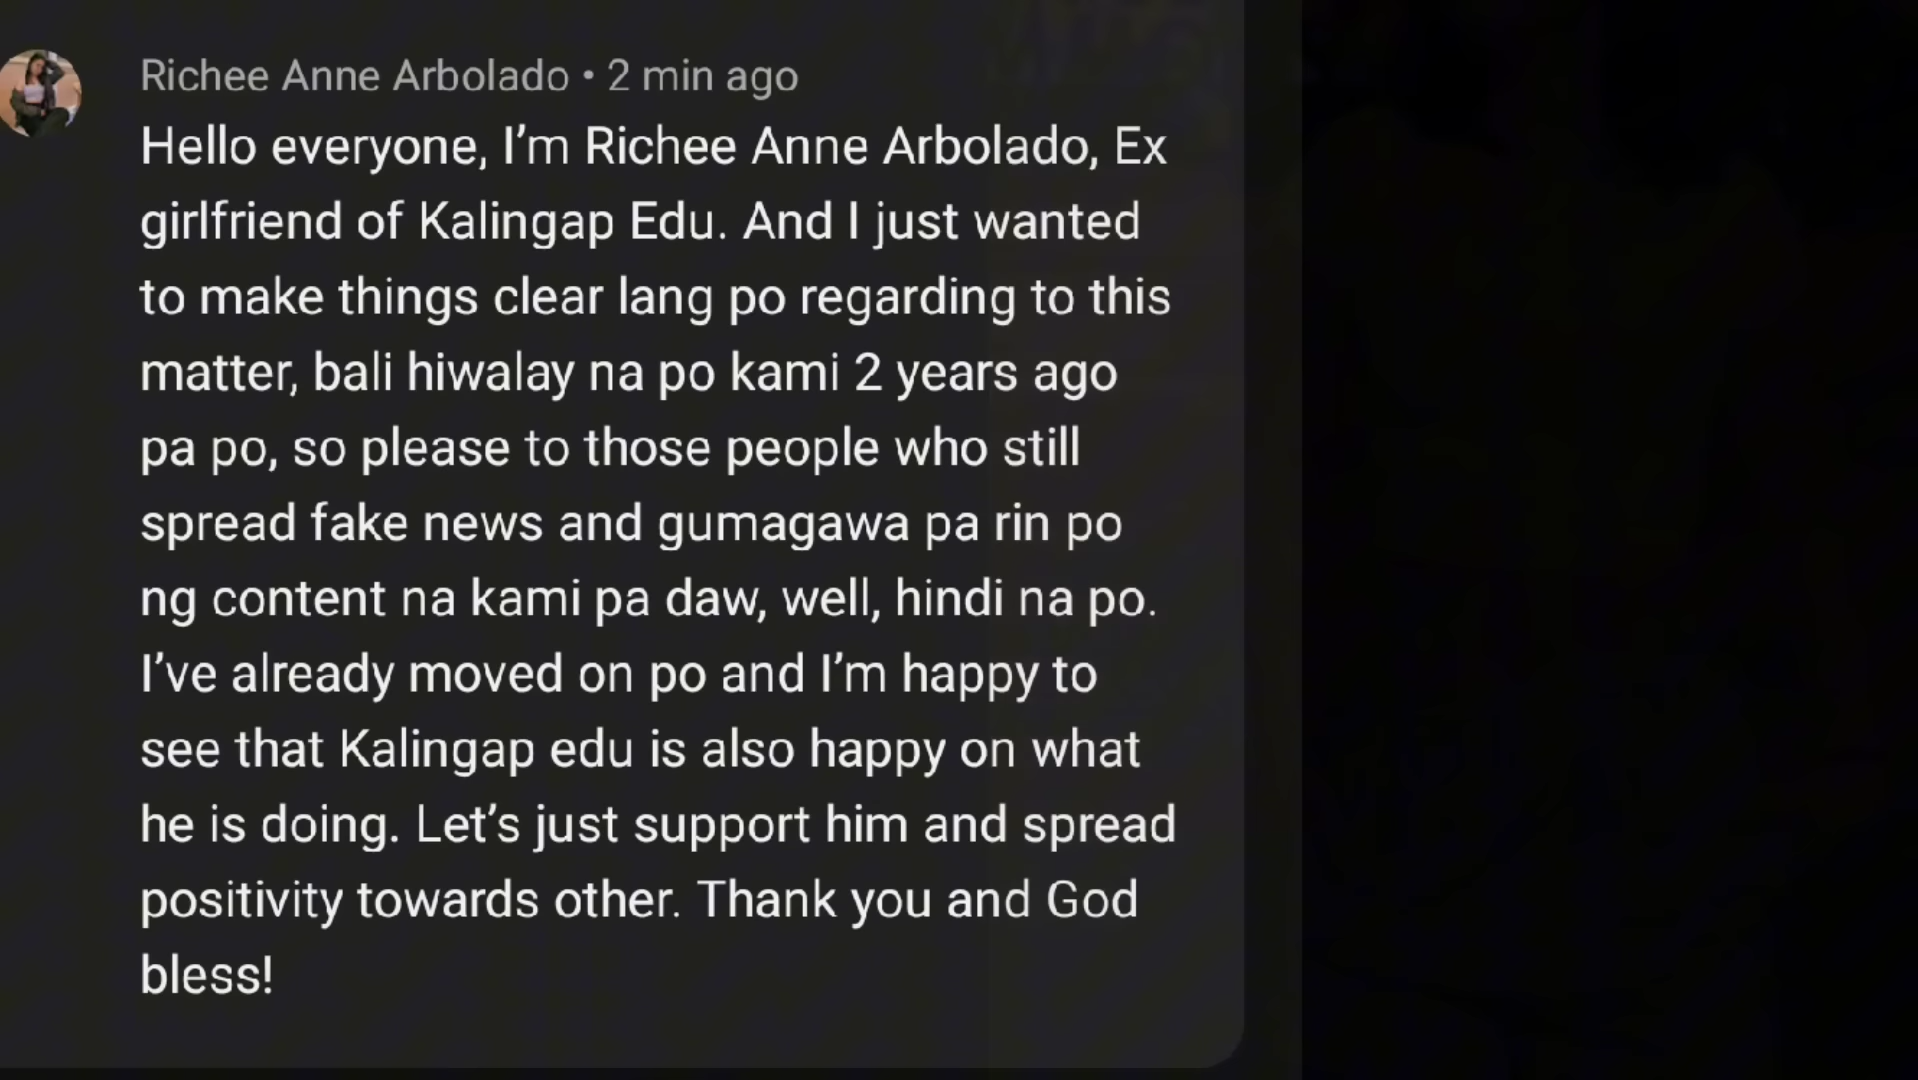 Richee Anne Arbolado • 2 min ago
Hello everyone, I’m Richee Anne Arbolado, Ex
girlfriend of Kalingap Edu. And I just wanted
to make things clear lang po regarding to this
matter, bali hiwalay na po kami 2 years ago
pa po, so please to those people who still
spread fake news and gumagawa pa rin po
ng content na kami pa daw, well, hindi na po.
I’ve already moved on po and I’m happy to
see that Kalingap edu is also happy on what
he is doing. Let’s just support him and spread
positivity towards other. Thank you and God
bless!